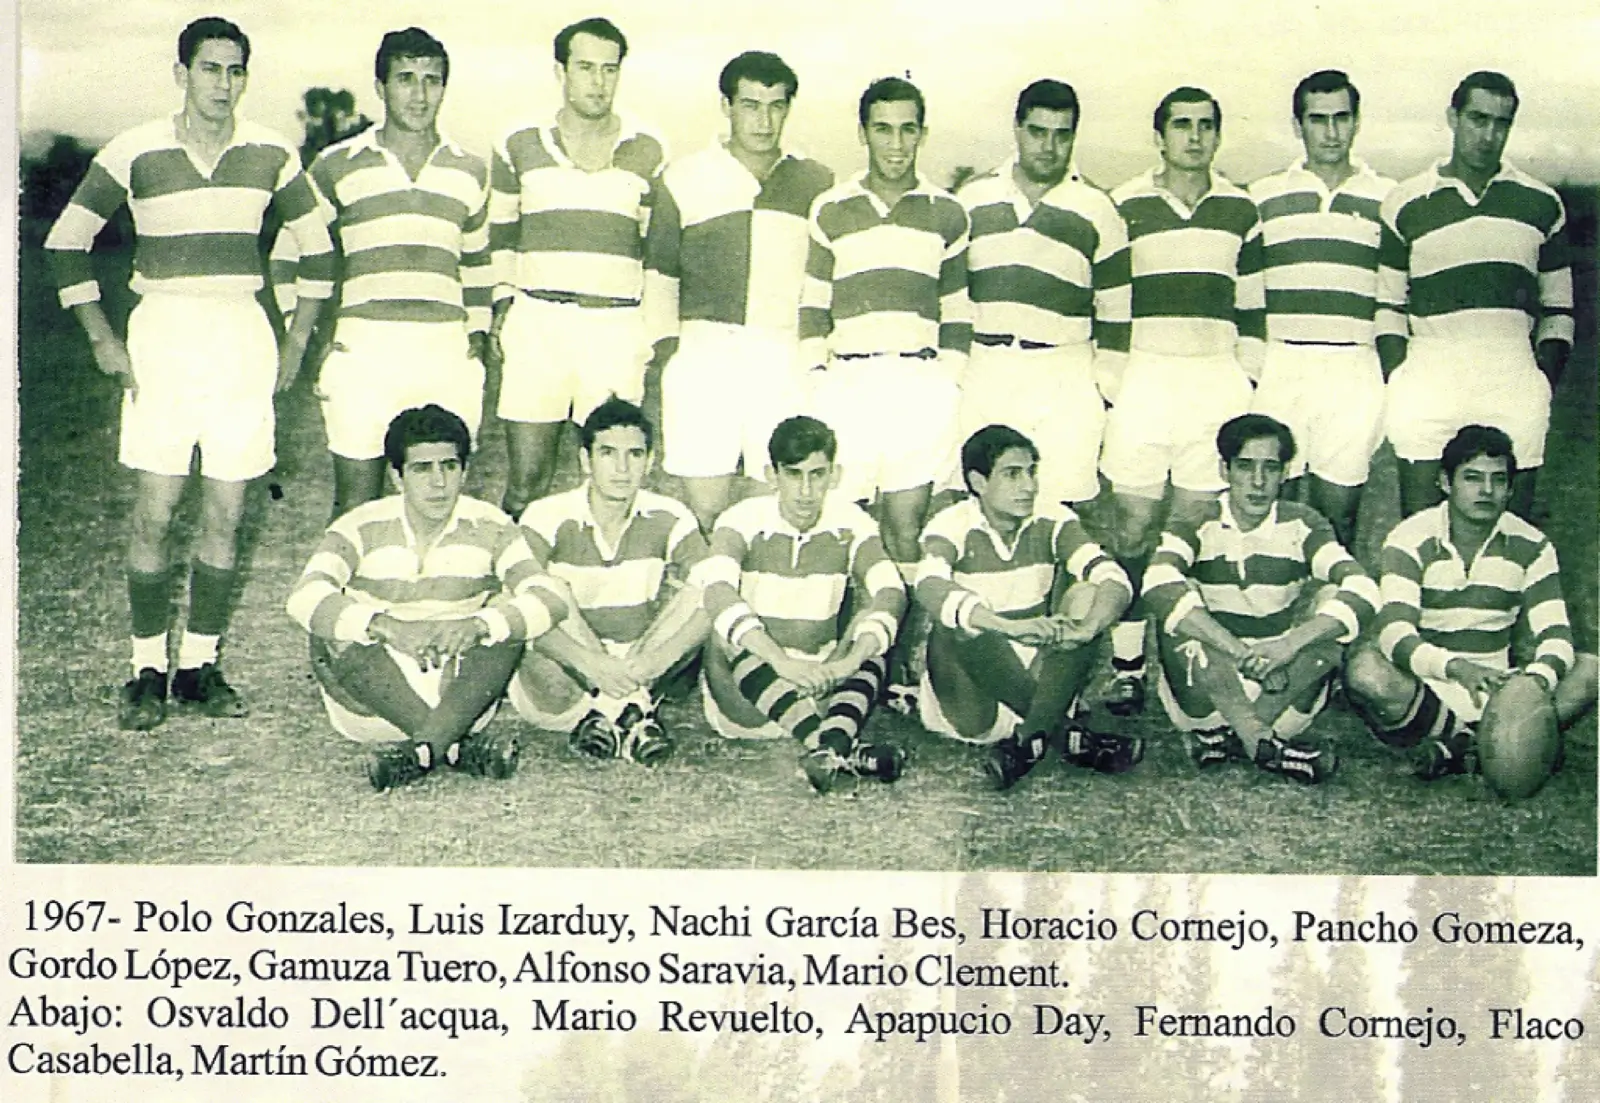 1967- Polo Gonzales, Luis Izarduy, Nachi García Bes, Horacio Cornejo, Pancho Gomeza,
Gordo López, Gamuza Tuero, Alfonso Saravia, Mario Clement.
Abajo: Osvaldo Dell´acqua, Mario Revuelto, Apapucio Day, Fernando Cornejo, Flaco
Casabella, Martín Gómez.